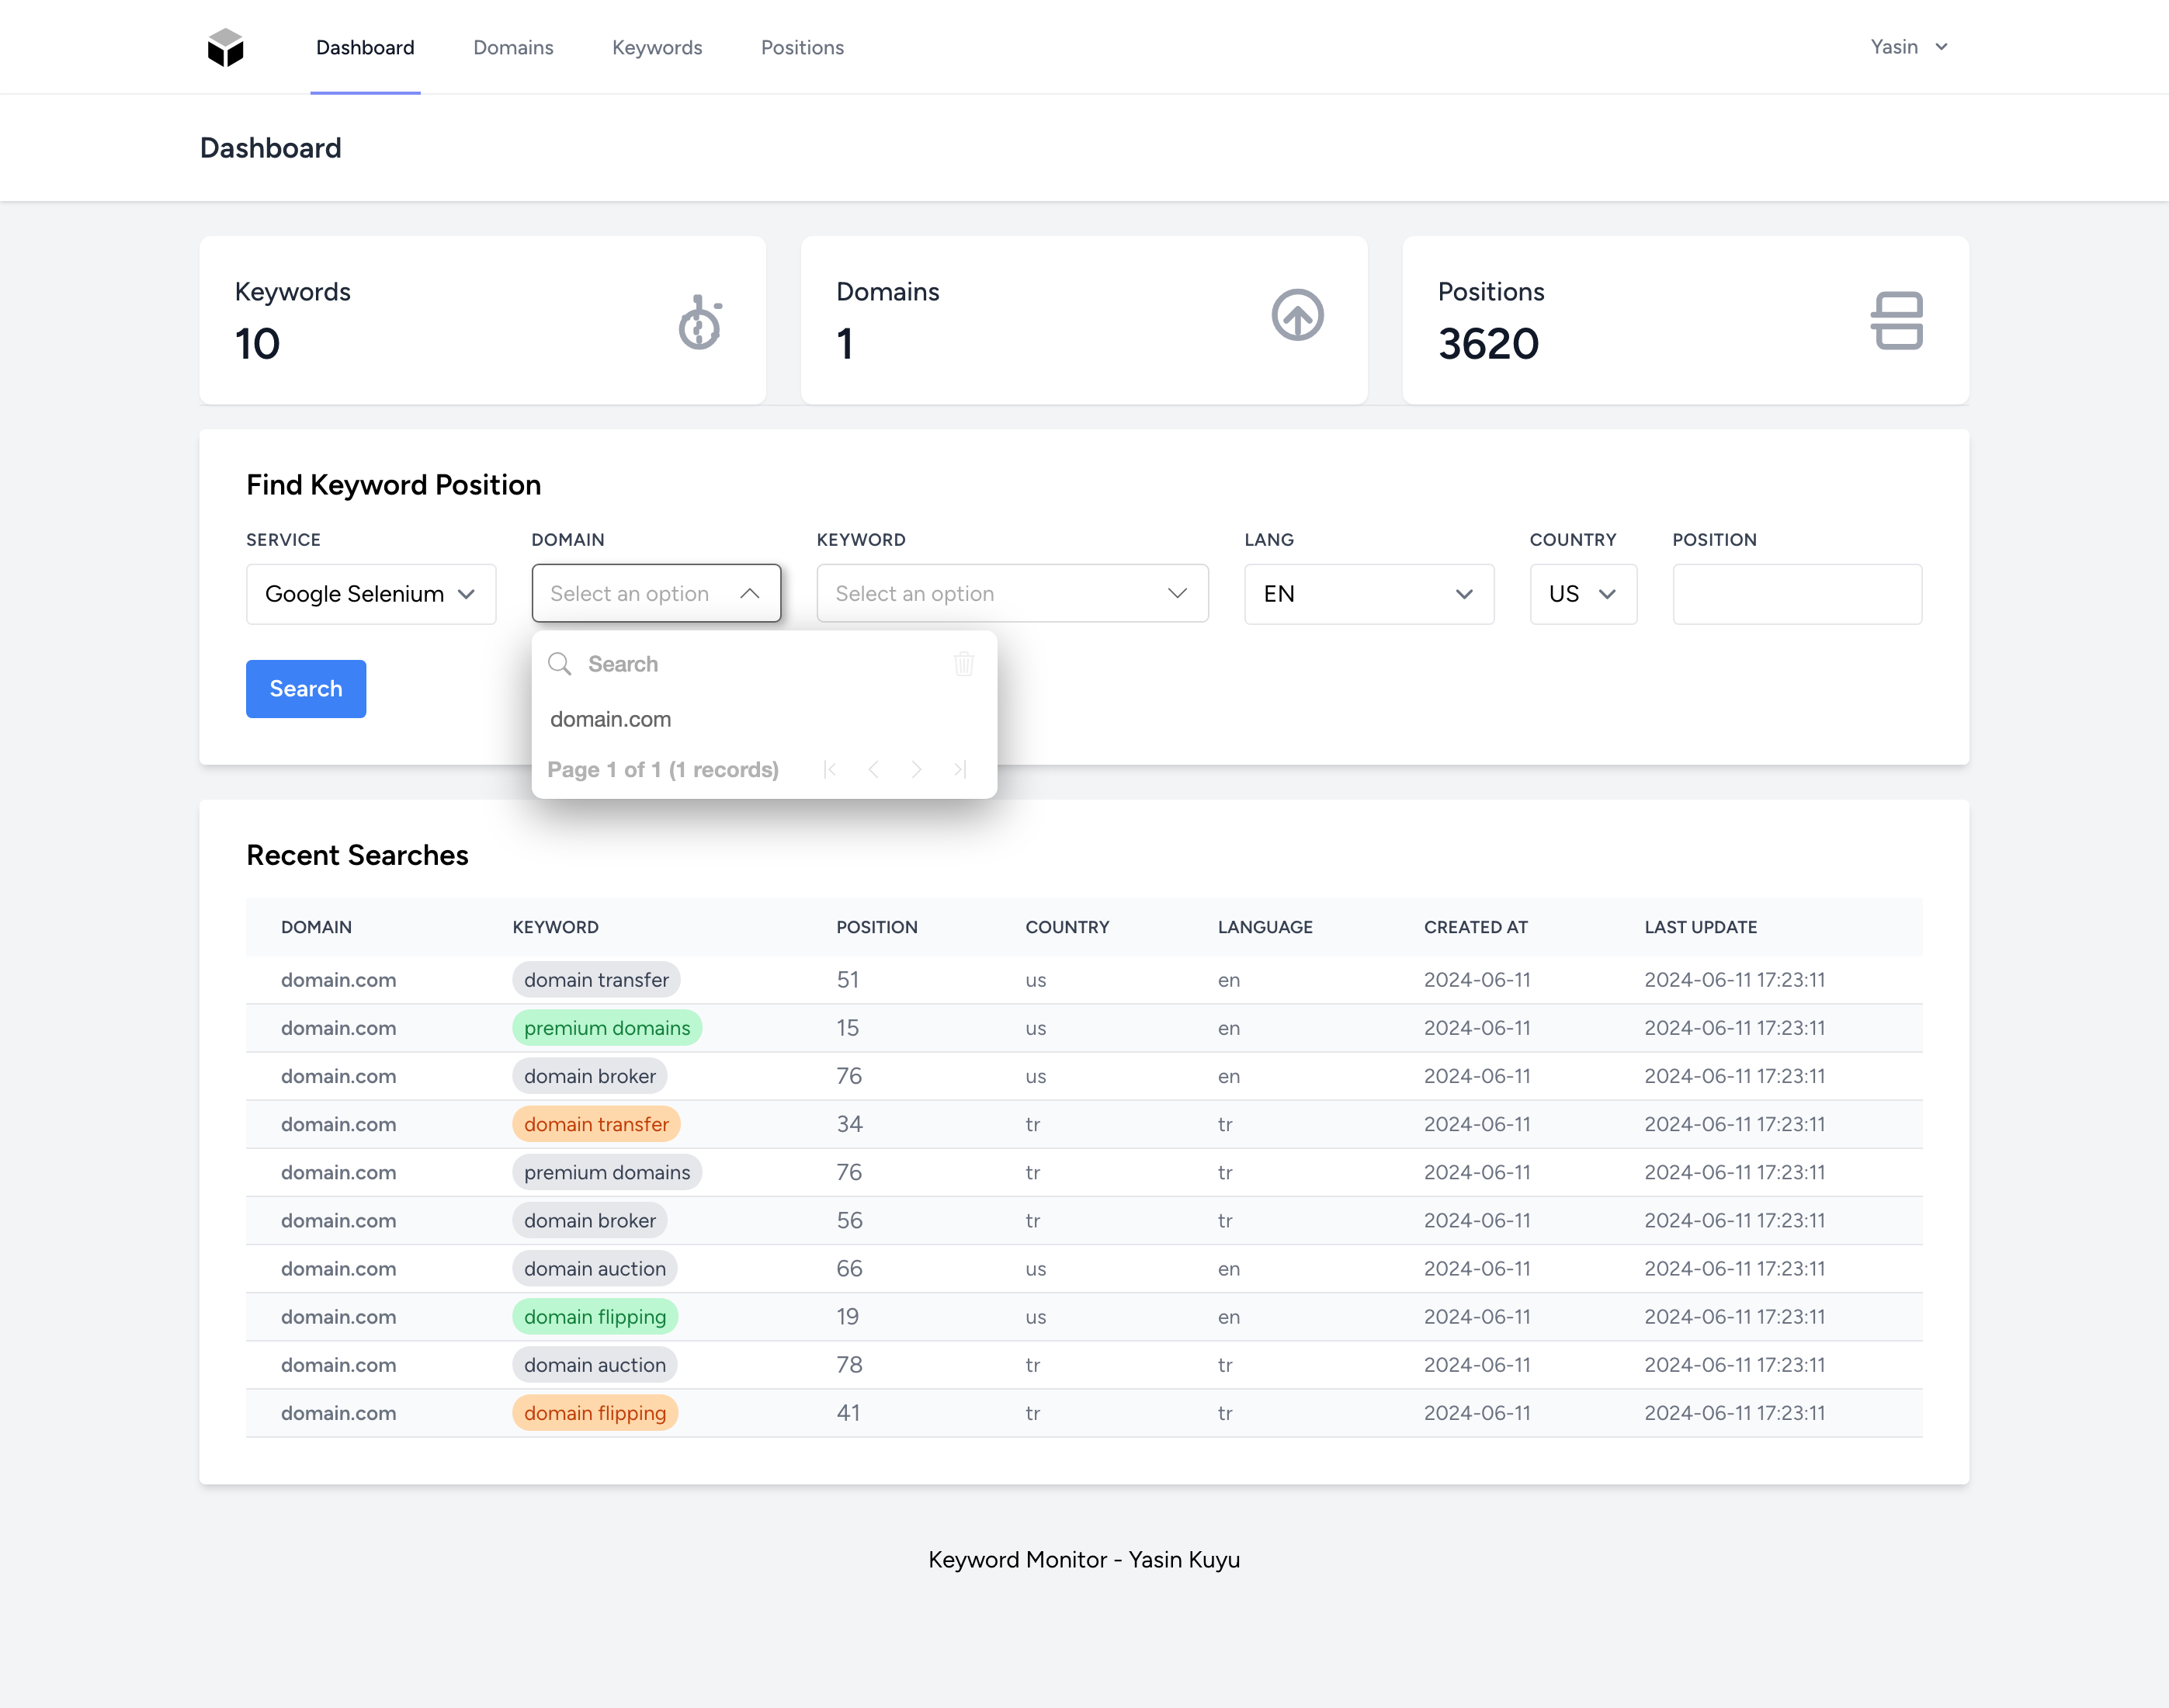 Dashboard Domains Keywords Positions Yasin
Dashboard
Keywords
10
Domains
1
Positions
3620
Find Keyword Position
SERVICE DOMAIN KEYWORD LANG COUNTRY POSITION
Google Selenium Select an option Select an option EN US
Search
Search
domain.com
Page 1 of 1 (1 records)
Recent Searches
DOMAIN KEYWORD POSITION COUNTRY LANGUAGE CREATED AT LAST UPDATE
domain.com domain transfer 51 us en 2024-06-11 2024-06-11 17:23:11
domain.com premium domains 15 us en 2024-06-11 2024-06-11 17:23:11
domain.com domain broker 76 us en 2024-06-11 2024-06-11 17:23:11
domain.com domain transfer 34 tr tr 2024-06-11 2024-06-11 17:23:11
domain.com premium domains 76 tr tr 2024-06-11 2024-06-11 17:23:11
domain.com domain broker 56 tr tr 2024-06-11 2024-06-11 17:23:11
domain.com domain auction 66 us en 2024-06-11 2024-06-11 17:23:11
domain.com domain flipping 19 us en 2024-06-11 2024-06-11 17:23:11
domain.com domain auction 78 tr tr 2024-06-11 2024-06-11 17:23:11
domain.com domain flipping 41 tr tr 2024-06-11 2024-06-11 17:23:11
Keyword Monitor - Yasin Kuyu